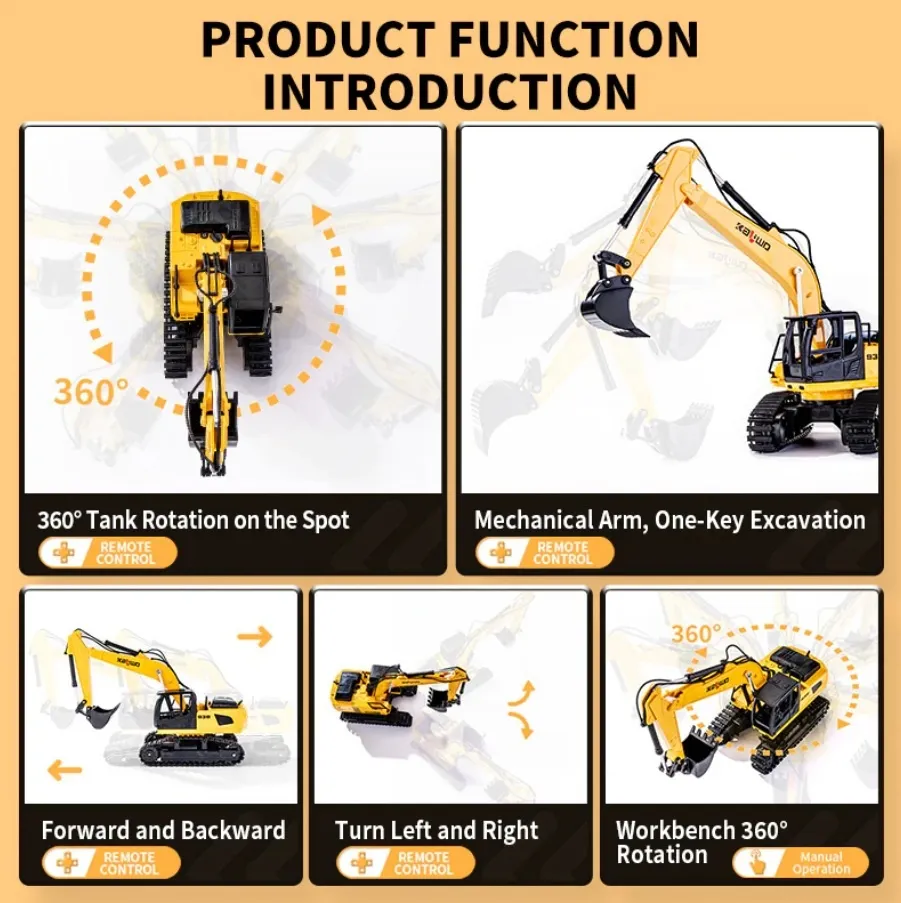 PRODUCT FUNCTION
INTRODUCTION
360°
360° Tank Rotation on the Spot
REMOTE
CONTROL
Mechanical Arm, One-Key Excavation
REMOTE
CONTROL
Forward and Backward
REMOTE
CONTROL
Turn Left and Right
REMOTE
CONTROL
360°
Workbench 360°
Rotation
Manual
Operation